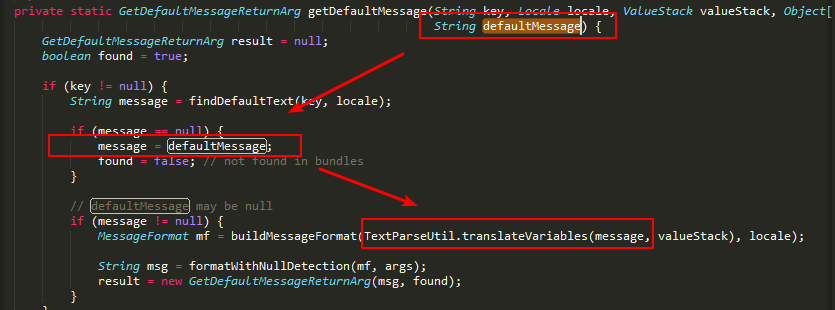 private static GetDefaultMessageReturnArg getDefaultMessage(String key, Locale locale, ValueStack valueStack, Object[
String defaultMessage) {
GetDefaultMessageReturnArg result = null;
boolean found = true;
if (key != null) {
String message = findDefaultText(key, locale);
if (message == null) {
message = defaultMessage;
found = false; // not found in bundles
}
// defaultMessage may be null
if (message != null) {
MessageFormat mf = buildMessageFormat(TextParseUtil.translateVariables(message, valueStack), locale);
String msg = formatWithNullDetection(mf, args);
result = new GetDefaultMessageReturnArg(msg, found);
}